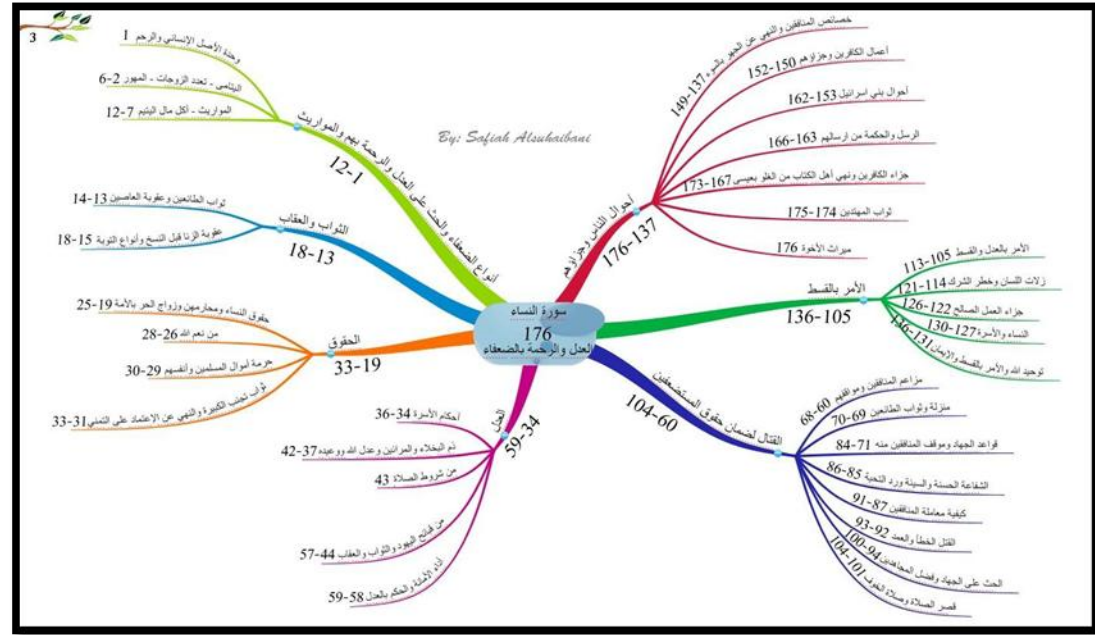 3
By: Safiah Alsuhaibani
سورة النساء
176
العدل والرحمة بالضعفاء
أنواع الضعفاء والحث على العدل والرحمة بهم والمواريث
12-1
وحدة الأصل الإنساني والرحم 1
اليتامى - تعدد الزوجات - المهور 2-6
المواريث - أكل مال اليتيم 7-12
الثواب والعقاب
18-13
ثواب الطائعين وعقوبة العاصين 13-14
عقوبة الزنا قبل النسخ وأنواع التوبة 15-18
الحقوق
33-19
حقوق النساء ومحارمهن وزواج الحر بالأمة 19-25
من نعم الله 26-28
حرمة أموال المسلمين وأنفسهم 29-30
ثواب تجنب الكبيرة والنهي عن الإعتماد على التمني 31-33
العدل
59-34
أحكام الأسرة 34-36
ذم البخلاء والمرائين وعدل الله ووعيده 37-42
من شروط الصلاة 43
من قبائح اليهود والثواب والعقاب 44-57
أداء الأمانة والحكم بالعدل 58-59
القتال لضمان حقوق المستضعفين
104-60
مزاعم المنافقين ومواقفهم 60-68
منزلة وثواب الطائعين 69-70
قواعد الجهاد وموقف المنافقين منه 71-84
الشفاعة الحسنة والسيئة ورد التحية 85-86
كيفية معاملة المنافقين 87-91
القتل الخطأ والعمد 92-93
الحث على الجهاد وفضل المجاهدين 94-100
قصر الصلاة وصلاة الخوف 101-104
الأمر بالقسط
136-105
الأمر بالعدل والقسط 105-113
زلات اللسان وخطر الشرك 114-121
جزاء العمل الصالح 122-126
النساء والأسرة 127-130
توحيد الله والأمر بالقسط والإيمان 131-136
أحوال الناس وجزاؤهم
176-137
خصائص المنافقين والنهي عن الجهر بالسوء 137-149
أعمال الكافرين وجزاؤهم 150-152
أحوال بني اسرائيل 153-162
الرسل والحكمة من ارسالهم 163-166
جزاء الكافرين ونهي أهل الكتاب من الغلو بعيسى 167-173
ثواب المهتدين 174-175
ميراث الأخوة 176